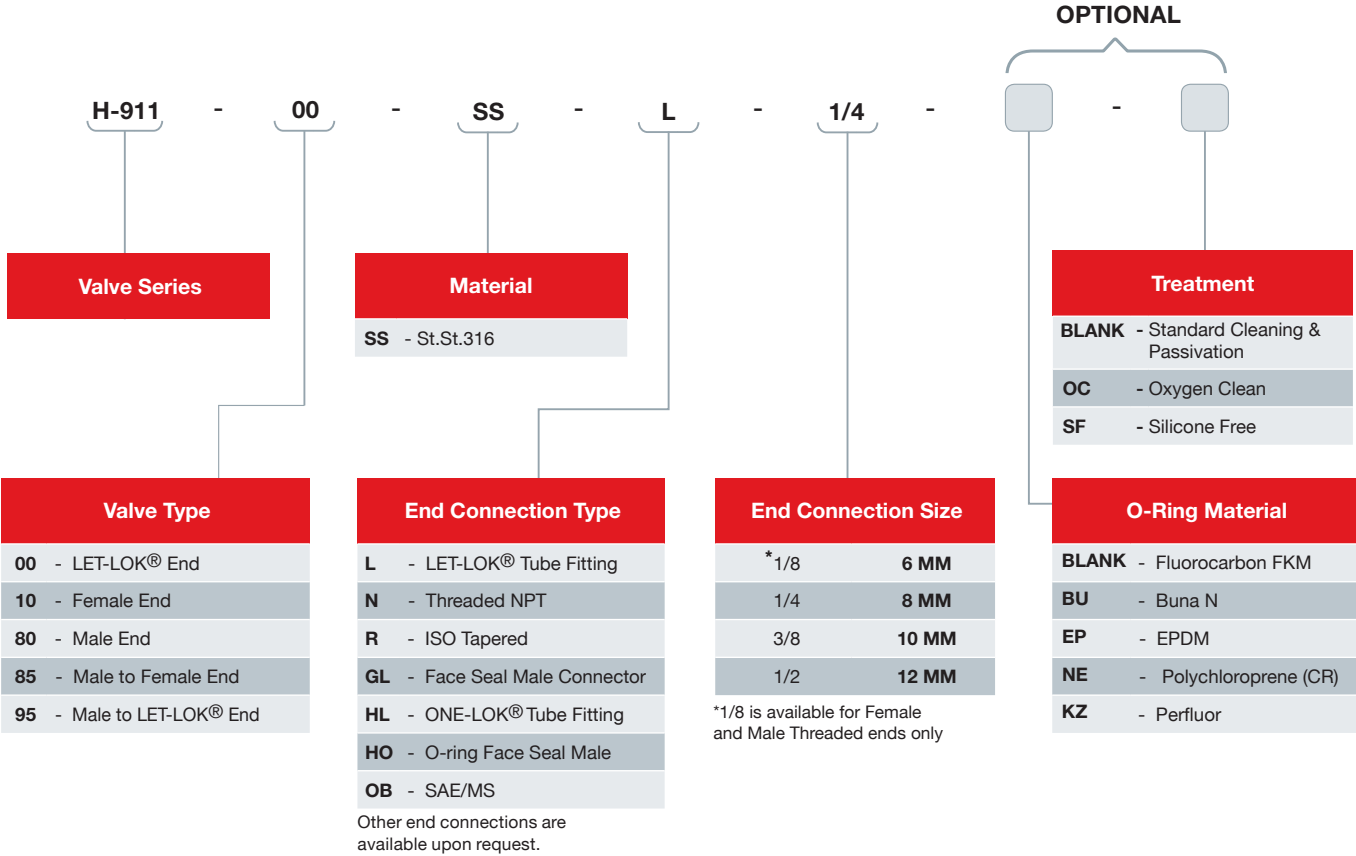 OPTIONAL
H-911 - 00 - SS - L - 1/4 - -
Valve Series
Material
SS - St.St.316
Treatment
BLANK - Standard Cleaning &
Passivation
OC - Oxygen Clean
SF - Silicone Free
Valve Type
00 - LET-LOK® End
10 - Female End
80 - Male End
85 - Male to Female End
95 - Male to LET-LOK® End
End Connection Type
L - LET-LOK® Tube Fitting
N - Threaded NPT
R - ISO Tapered
GL - Face Seal Male Connector
HL - ONE-LOK® Tube Fitting
HO - O-ring Face Seal Male
OB - SAE/MS
Other end connections are
available upon request.
End Connection Size
*1/8 6 MM
1/4 8 MM
3/8 10 MM
1/2 12 MM
*1/8 is available for Female
and Male Threaded ends only
O-Ring Material
BLANK - Fluorocarbon FKM
BU - Buna N
EP - EPDM
NE - Polychloroprene (CR)
KZ - Perfluor